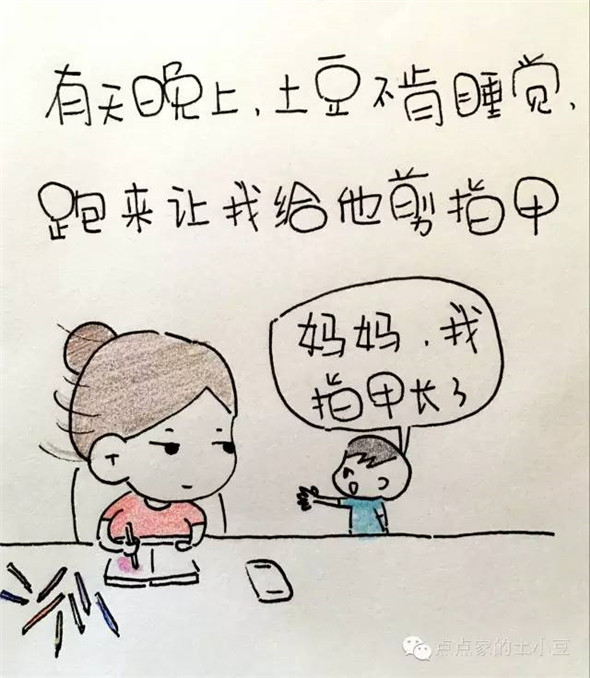 有天晚上,土豆不肯睡觉,
跑来让我给他剪指甲
妈妈,我
指甲长了
点点家的土小豆